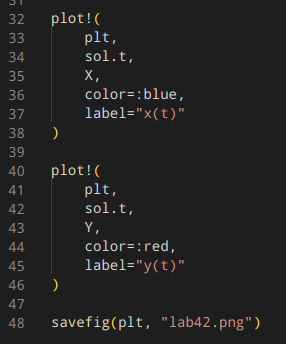 31
32 plot!(
33     plt,
34     sol.t,
35     X,
36     color=:blue,
37     label="x(t)"
38 )
39
40 plot!(
41     plt,
42     sol.t,
43     Y,
44     color=:red,
45     label="y(t)"
46 )
47
48 savefig(plt, "lab42.png")